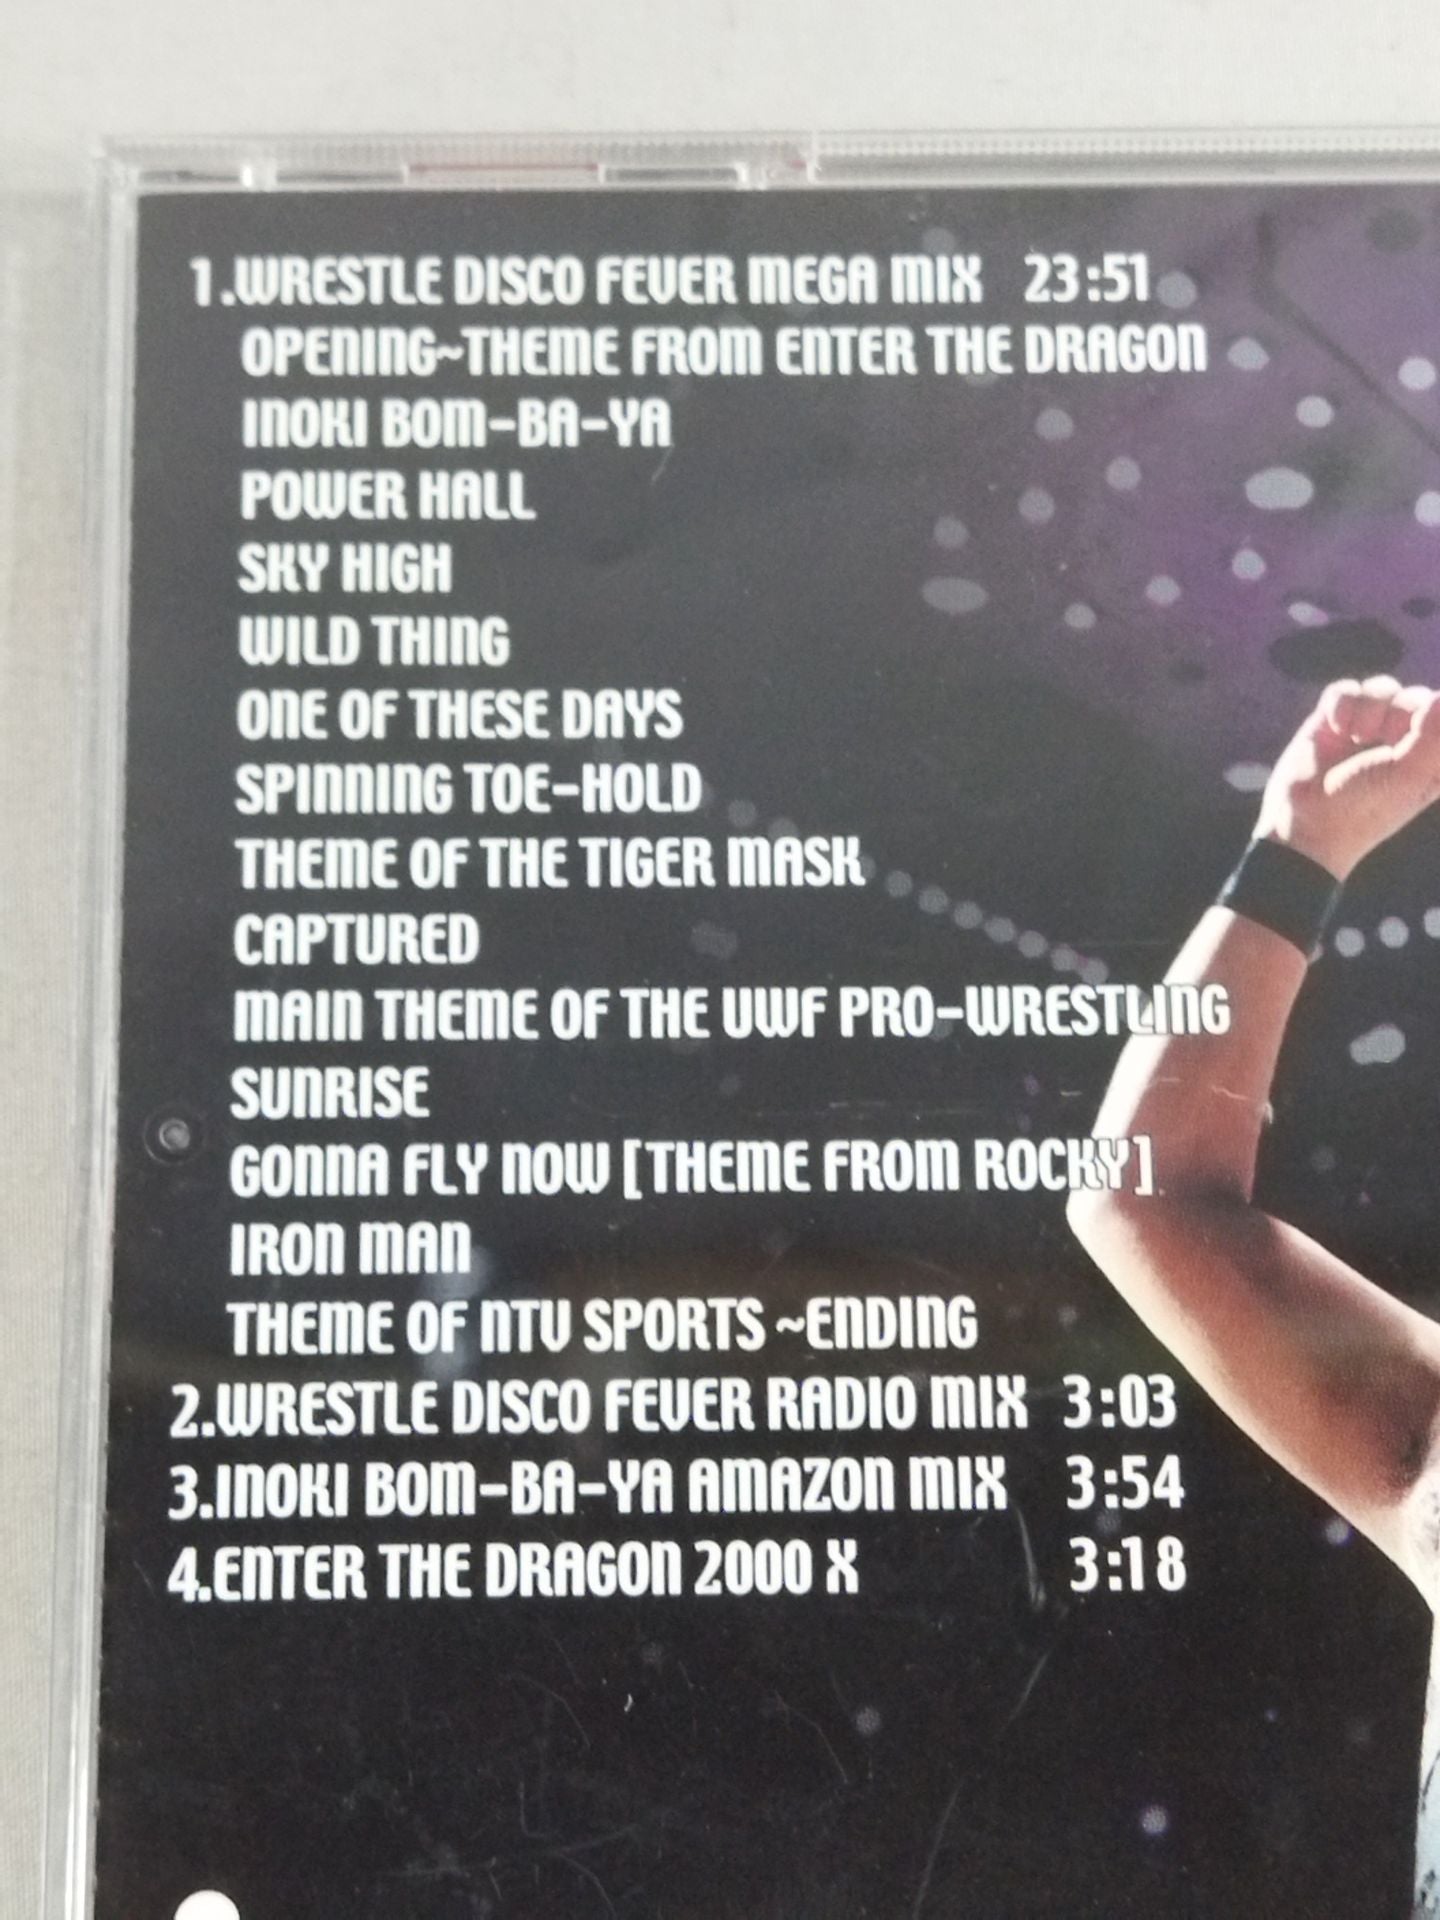 1.WRESTLE DISCO FEVER MEGA MIX 23:51
OPENING~THEME FROM ENTER THE DRAGON
INOKI BOM-BA-YA
POWER HALL
SKY HIGH
WILD THING
ONE OF THESE DAYS
SPINNING TOE-HOLD
THEME OF THE TIGER MASK
CAPTURED
MAIN THEME OF THE UWF PRO-WRESTLING
SUNRISE
GONNA FLY NOW [THEME FROM ROCKY]
IRON MAN
THEME OF NTV SPORTS ~ENDING
2.WRESTLE DISCO FEVER RADIO MIX 3:03
3.INOKI BOM-BA-YA AMAZON MIX 3:54
4.ENTER THE DRAGON 2000 X 3:18